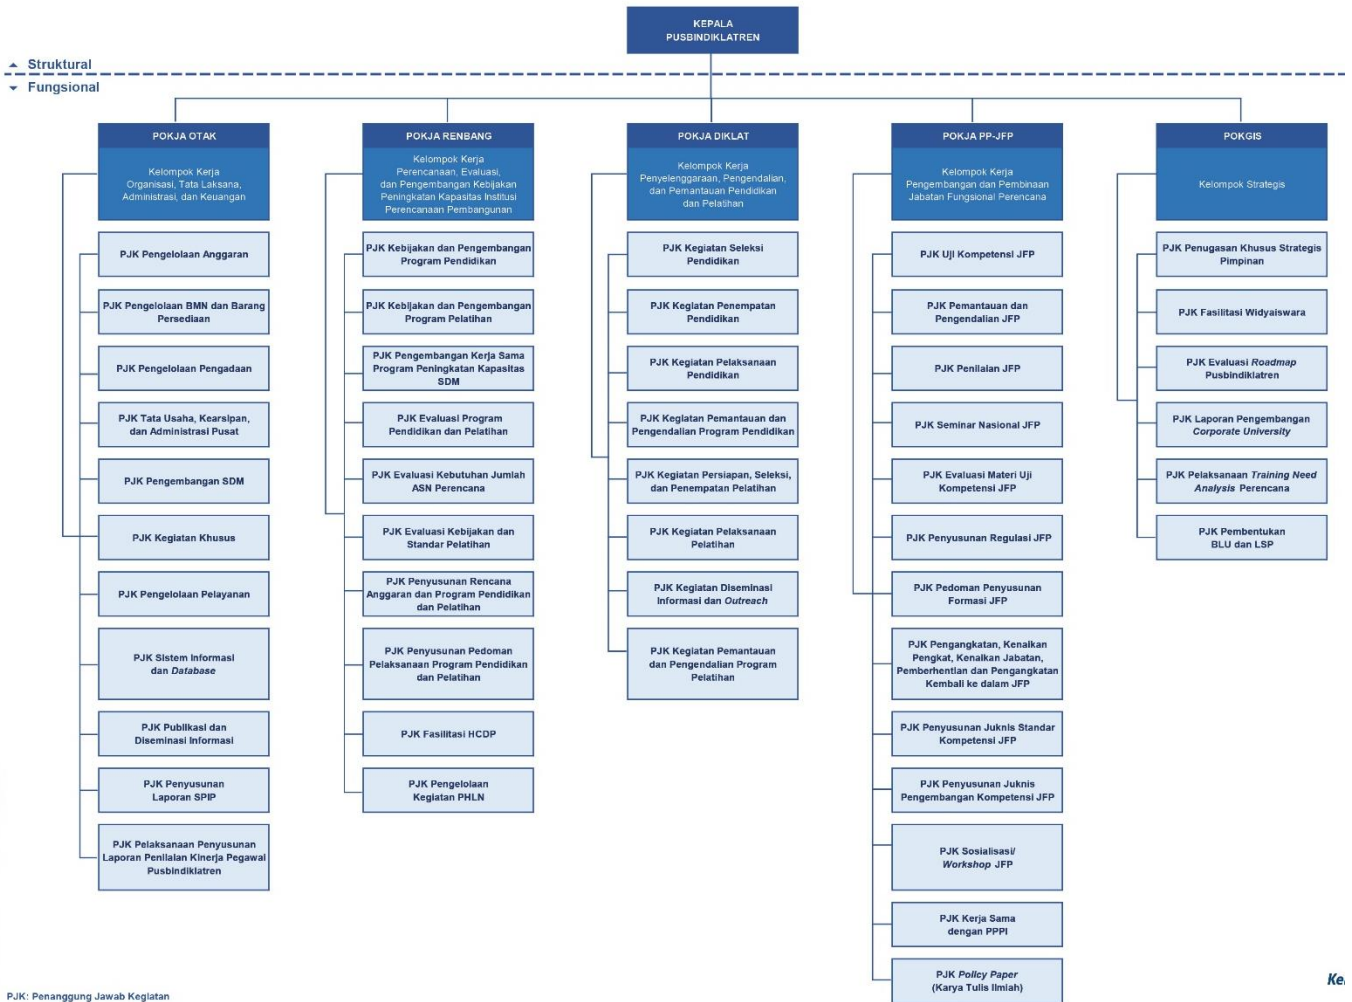 KEPALA
PUSBINDIKLATREN
Struktural
Fungsional
POKJA OTAK
Kelompok Kerja
Organisasi, Tata Laksana,
Administrasi, dan Keuangan
PJK Pengelolaan Anggaran
PJK Pengelolaan BMN dan Barang
Persediaan
PJK Pengelolaan Pengadaan
PJK Tata Usaha, Kearsipan,
dan Administrasi Pusat
PJK Pengembangan SDM
PJK Kegiatan Khusus
PJK Pengelolaan Pelayanan
PJK Sistem Informasi
dan Database
PJK Publikasi dan
Diseminasi Informasi
PJK Penyusunan
Laporan SPIP
PJK Pelaksanaan Penyusunan
Laporan Penilaian Kinerja Pegawai
Pusbindiklatren
POKJA RENBANG
Kelompok Kerja
Perencanaan, Evaluasi,
dan Pengembangan Kebijakan
Peningkatan Kapasitas Institusi
Perencanaan Pembangunan
PJK Kebijakan dan Pengembangan
Program Pendidikan
PJK Kebijakan dan Pengembangan
Program Pelatihan
PJK Pengembangan Kerja Sama
Program Peningkatan Kapasitas
SDM
PJK Evaluasi Program
Pendidikan dan Pelatihan
PJK Evaluasi Kebutuhan Jumlah
ASN Perencana
PJK Evaluasi Kebijakan dan
Standar Pelatihan
PJK Penyusunan Rencana
Anggaran dan Program Pendidikan
dan Pelatihan
PJK Penyusunan Pedoman
Pelaksanaan Program Pendidikan
dan Pelatihan
PJK Fasilitasi HCDP
PJK Pengelolaan
Kegiatan PHLN
POKJA DIKLAT
Kelompok Kerja
Penyelenggaraan, Pengendalian,
dan Pemantauan Pendidikan
dan Pelatihan
PJK Kegiatan Seleksi
Pendidikan
PJK Kegiatan Penempatan
Pendidikan
PJK Kegiatan Pelaksanaan
Pendidikan
PJK Kegiatan Pemantauan dan
Pengendalian Program Pendidikan
PJK Kegiatan Persiapan, Seleksi,
dan Penempatan Pelatihan
PJK Kegiatan Pelaksanaan
Pelatihan
PJK Kegiatan Diseminasi
Informasi dan Outreach
PJK Kegiatan Pemantauan
dan Pengendalian Program
Pelatihan
POKJA PP-JFP
Kelompok Kerja
Pengembangan dan Pembinaan
Jabatan Fungsional Perencana
PJK Uji Kompetensi JFP
PJK Pemantauan dan
Pengendalian JFP
PJK Penilaian JFP
PJK Seminar Nasional JFP
PJK Evaluasi Materi Uji
Kompetensi JFP
PJK Penyusunan Regulasi JFP
PJK Pedoman Penyusunan
Formasi JFP
PJK Pengangkatan, Kenaikan
Pengkat, Kenaikan Jabatan,
Pemberhentian dan Pengangkatan
Kembali ke dalam JFP
PJK Penyusunan Juknis Standar
Kompetensi JFP
PJK Penyusunan Juknis
Pengembangan Kompetensi JFP
PJK Sosialisasi/
Workshop JFP
PJK Kerja Sama
dengan PPPI
PJK Policy Paper
(Karya Tulis Ilmiah)
POKGIS
Kelompok Strategis
PJK Penugasan Khusus Strategis
Pimpinan
PJK Fasilitasi Widyaiswara
PJK Evaluasi Roadmap
Pusbindiklatren
PJK Laporan Pengembangan
Corporate University
PJK Pelaksanaan Training Need
Analysis Perencana
PJK Pembentukan
BLU dan LSP
PJK: Penanggung Jawab Kegiatan